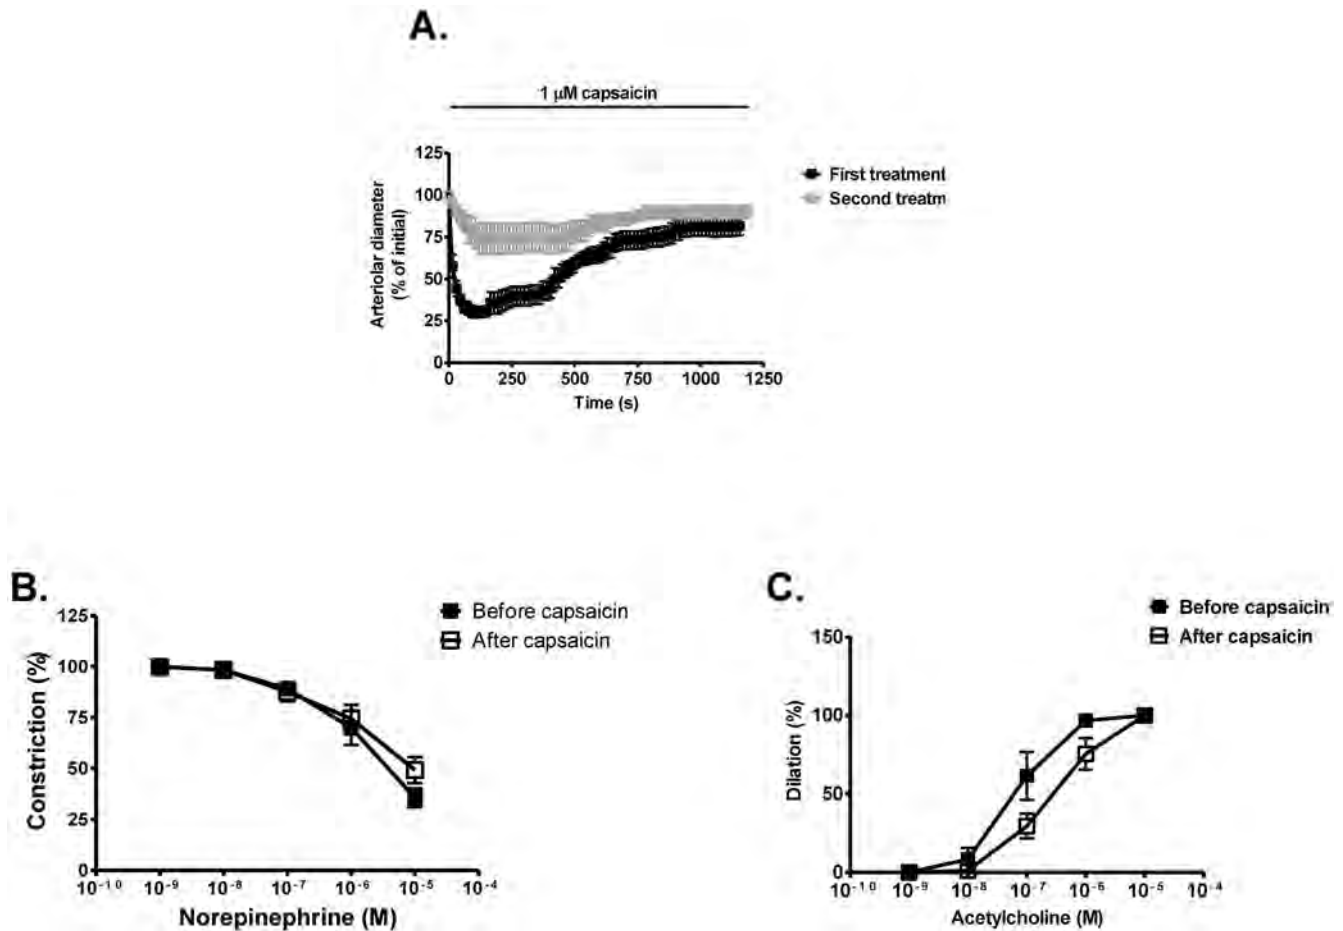 A.
1 μM capsaicin
125
100
75
50
25
0
Arteriolar diameter
(% of initial)
0 250 500 750 1000 1250
Time (s)
First treatment
Second treatm
B.
125
100
75
50
25
0
Constriction (%)
10⁻¹⁰ 10⁻⁹ 10⁻⁸ 10⁻⁷ 10⁻⁶ 10⁻⁵ 10⁻⁴
Norepinephrine (M)
Before capsaicin
After capsaicin
C.
150
100
50
0
Dilation (%)
10⁻¹⁰ 10⁻⁹ 10⁻⁸ 10⁻⁷ 10⁻⁶ 10⁻⁵ 10⁻⁴
Acetylcholine (M)
Before capsaicin
After capsaicin